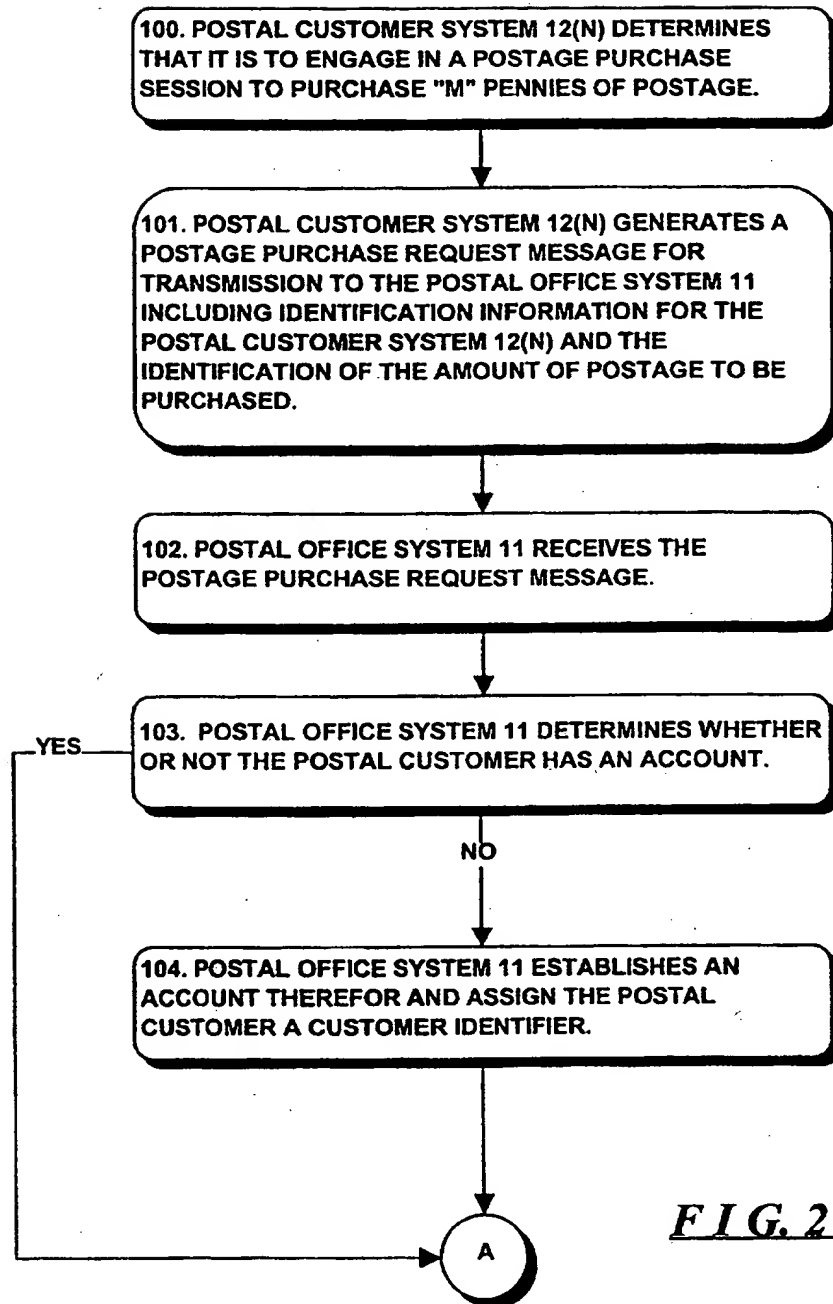 100. POSTAL CUSTOMER SYSTEM 12(N) DETERMINES
THAT IT IS TO ENGAGE IN A POSTAGE PURCHASE
SESSION TO PURCHASE "M" PENNIES OF POSTAGE.
101. POSTAL CUSTOMER SYSTEM 12(N) GENERATES A
POSTAGE PURCHASE REQUEST MESSAGE FOR
TRANSMISSION TO THE POSTAL OFFICE SYSTEM 11
INCLUDING IDENTIFICATION INFORMATION FOR THE
POSTAL CUSTOMER SYSTEM 12(N) AND THE
IDENTIFICATION OF THE AMOUNT OF POSTAGE TO BE
PURCHASED.
102. POSTAL OFFICE SYSTEM 11 RECEIVES THE
POSTAGE PURCHASE REQUEST MESSAGE.
YES
103. POSTAL OFFICE SYSTEM 11 DETERMINES WHETHER
OR NOT THE POSTAL CUSTOMER HAS AN ACCOUNT.
NO
104. POSTAL OFFICE SYSTEM 11 ESTABLISHES AN
ACCOUNT THEREFOR AND ASSIGN THE POSTAL
CUSTOMER A CUSTOMER IDENTIFIER.
A
FIG. 2